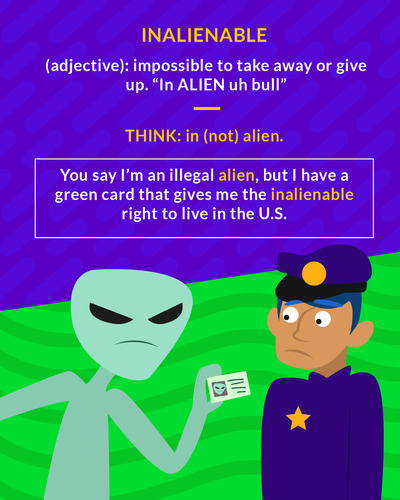 INALIENABLE
(adjective): impossible to take away or give
up. “In ALIEN uh bull”
THINK: in (not) alien.
You say I’m an illegal alien, but I have a
green card that gives me the inalienable
right to live in the U.S.